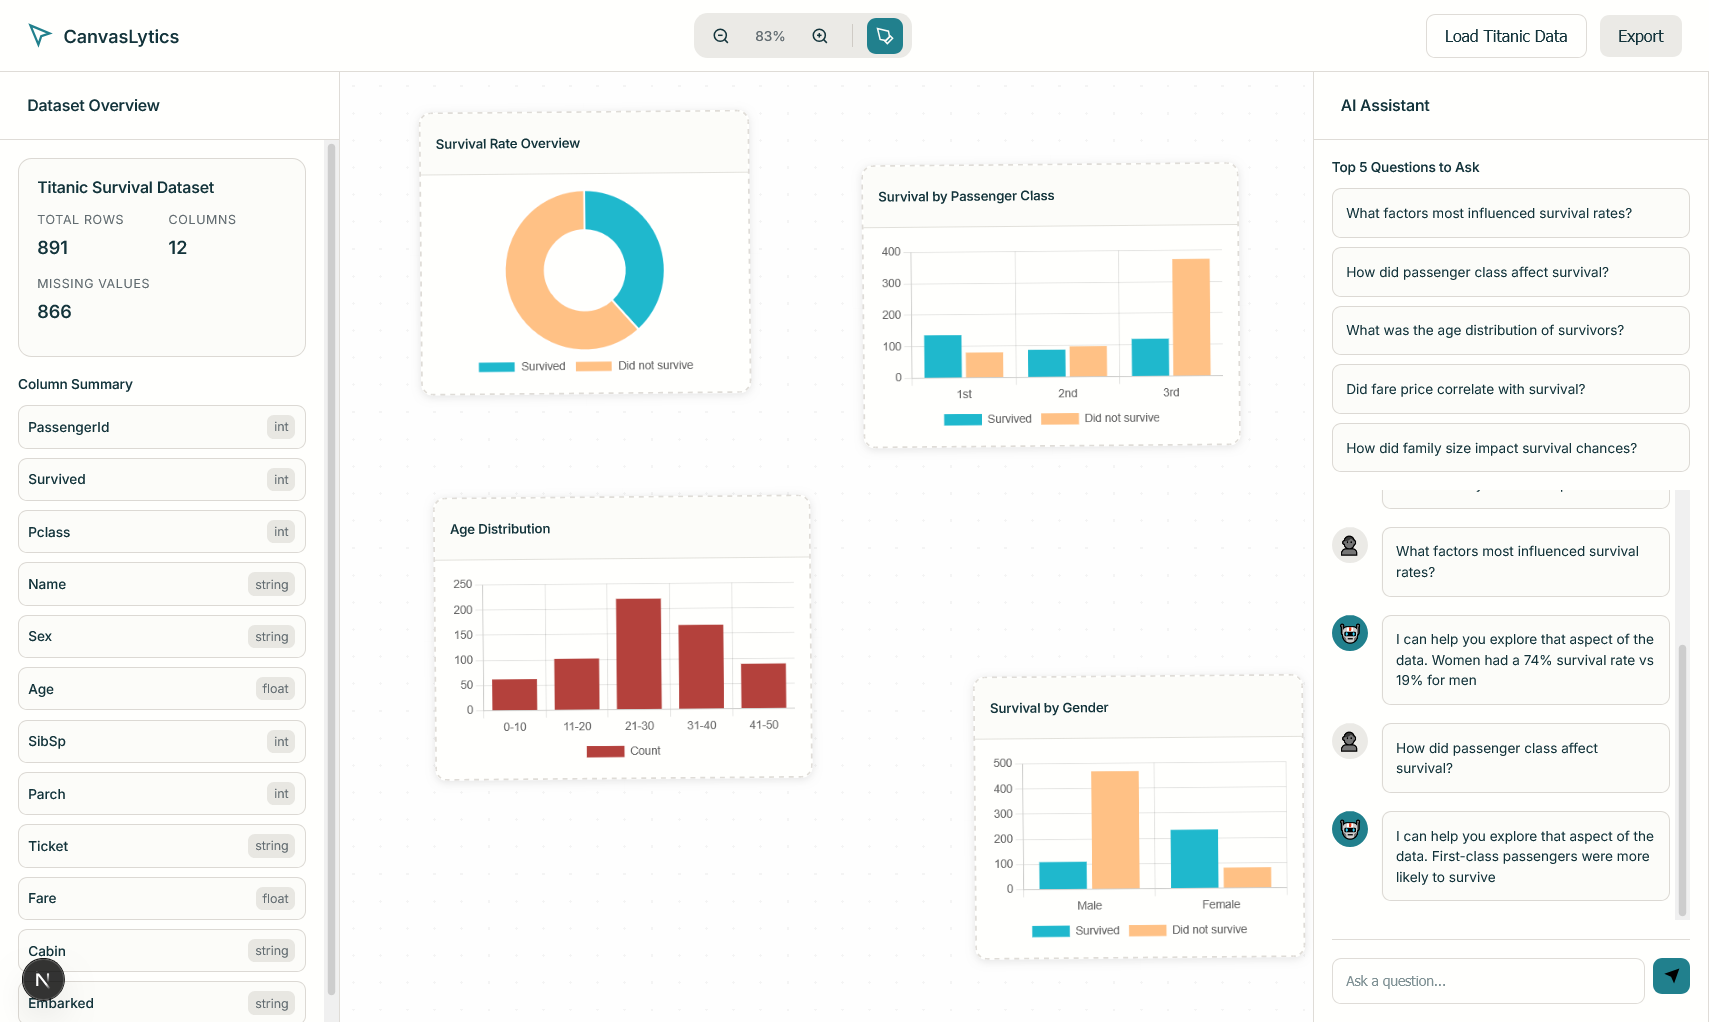 CanvasLytics
83%
Load Titanic Data
Export
Dataset Overview
Titanic Survival Dataset
TOTAL ROWS
COLUMNS
891
12
MISSING VALUES
866
Column Summary
PassengerId
int
Survived
int
Pclass
int
Name
string
Sex
string
Age
float
SibSp
int
Parch
int
Ticket
string
Fare
float
Cabin
string
N
Embarked
string
Survival Rate Overview
Survived
Did not survive
Survival by Passenger Class
400
300
200
100
0
1st
2nd
3rd
Survived
Did not survive
Age Distribution
250
200
150
100
50
0
0-10
11-20
21-30
31-40
41-50
Count
Survival by Gender
500
400
300
200
100
0
Male
Female
Survived
Did not survive
AI Assistant
Top 5 Questions to Ask
What factors most influenced survival rates?
How did passenger class affect survival?
What was the age distribution of survivors?
Did fare price correlate with survival?
How did family size impact survival chances?
What factors most influenced survival
rates?
I can help you explore that aspect of the
data. Women had a 74% survival rate vs
19% for men
How did passenger class affect
survival?
I can help you explore that aspect of the
data. First-class passengers were more
likely to survive
Ask a question...